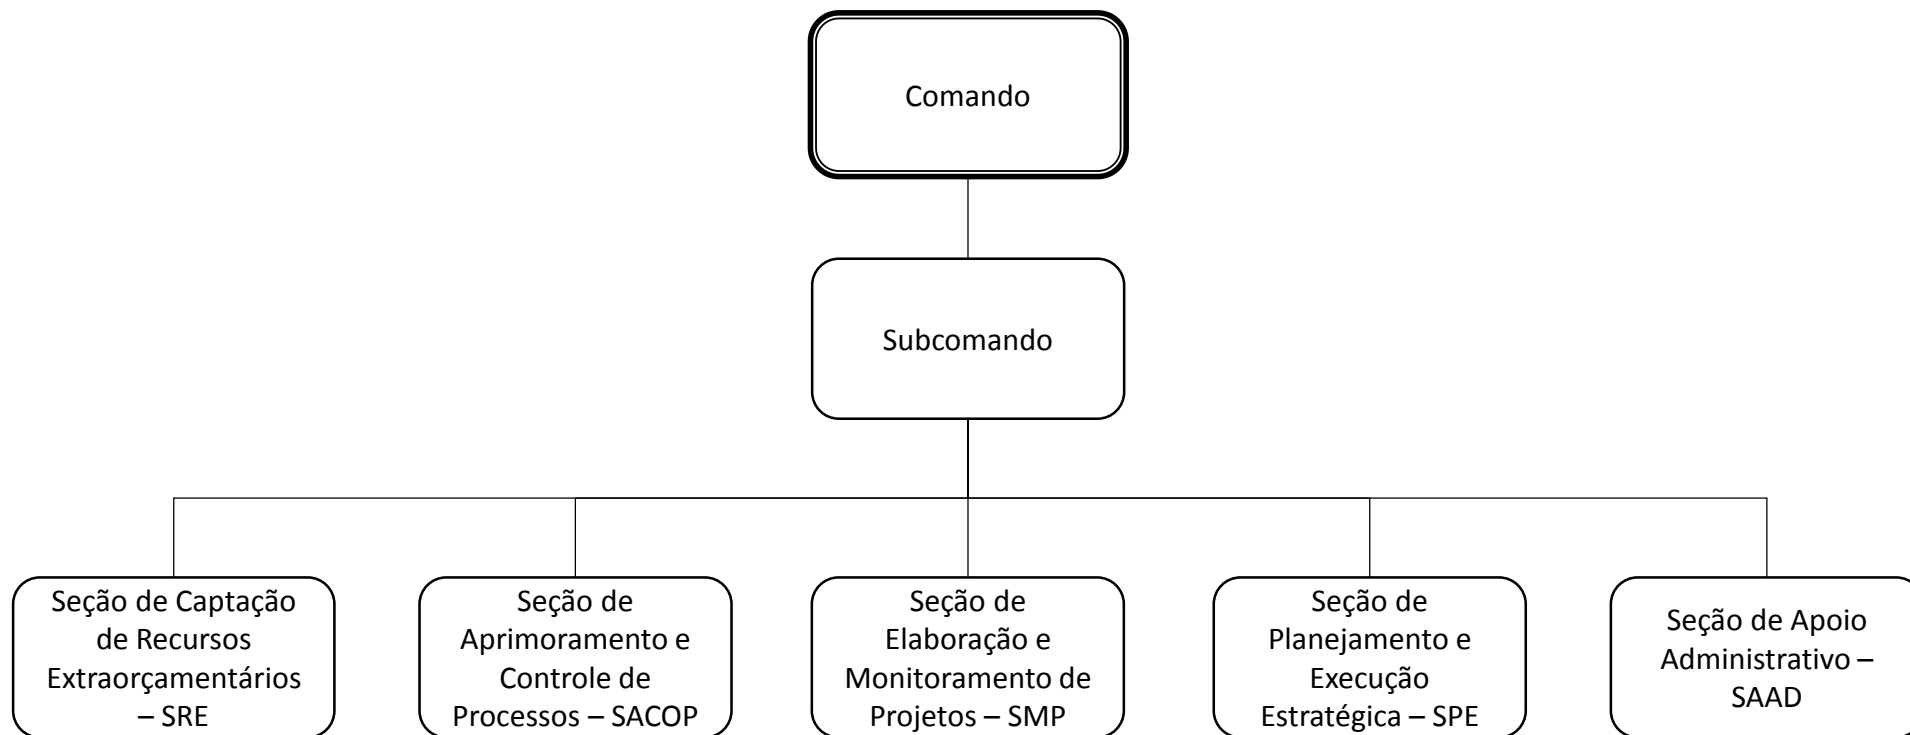 Comando
Subcomando
Seção de Captação
de Recursos
Extraorçamentários
– SRE
Seção de
Aprimoramento e
Controle de
Processos – SACOP
Seção de
Elaboração e
Monitoramento de
Projetos – SMP
Seção de
Planejamento e
Execução
Estratégica – SPE
Seção de Apoio
Administrativo –
SAAD